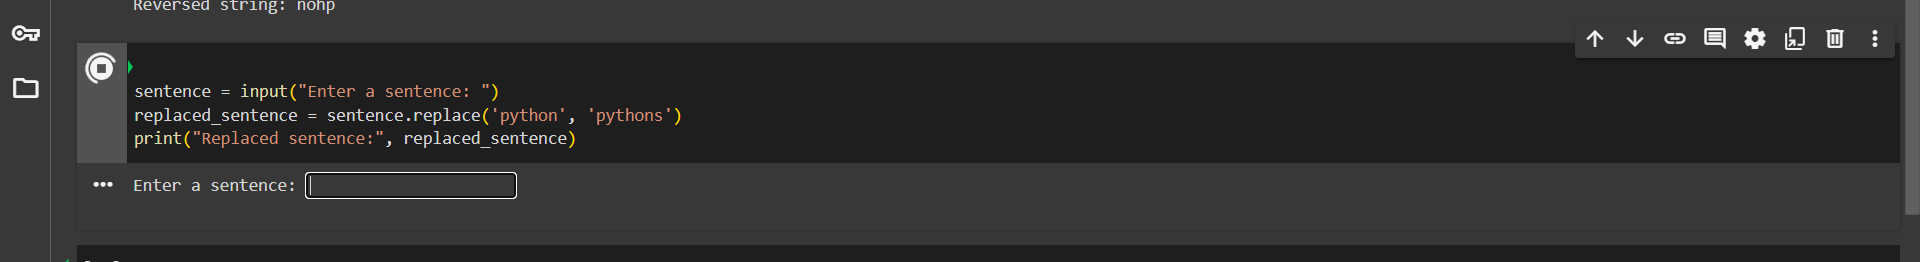 Reversed string: nohp
sentence = input("Enter a sentence: ")
replaced_sentence = sentence.replace('python', 'pythons')
print("Replaced sentence:", replaced_sentence)
Enter a sentence: